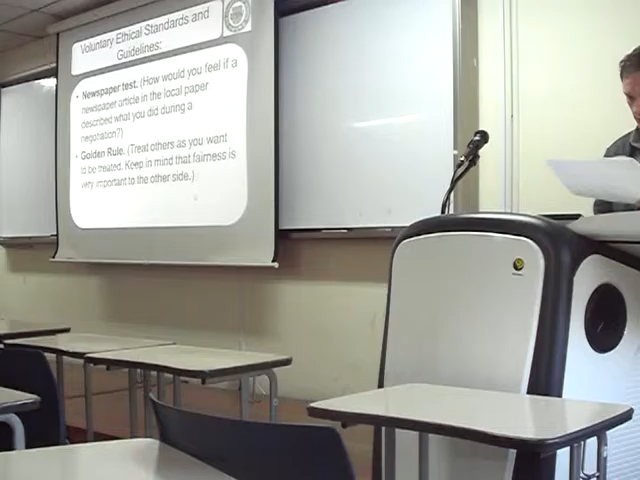 Voluntary Ethical Standards and
Guidelines:
• Newspaper test. (How would you feel if a
newspaper article in the local paper
described what you did during a
negotiation?)
• Golden Rule. (Treat others as you want
to be treated. Keep in mind that fairness is
very important to the other side.)